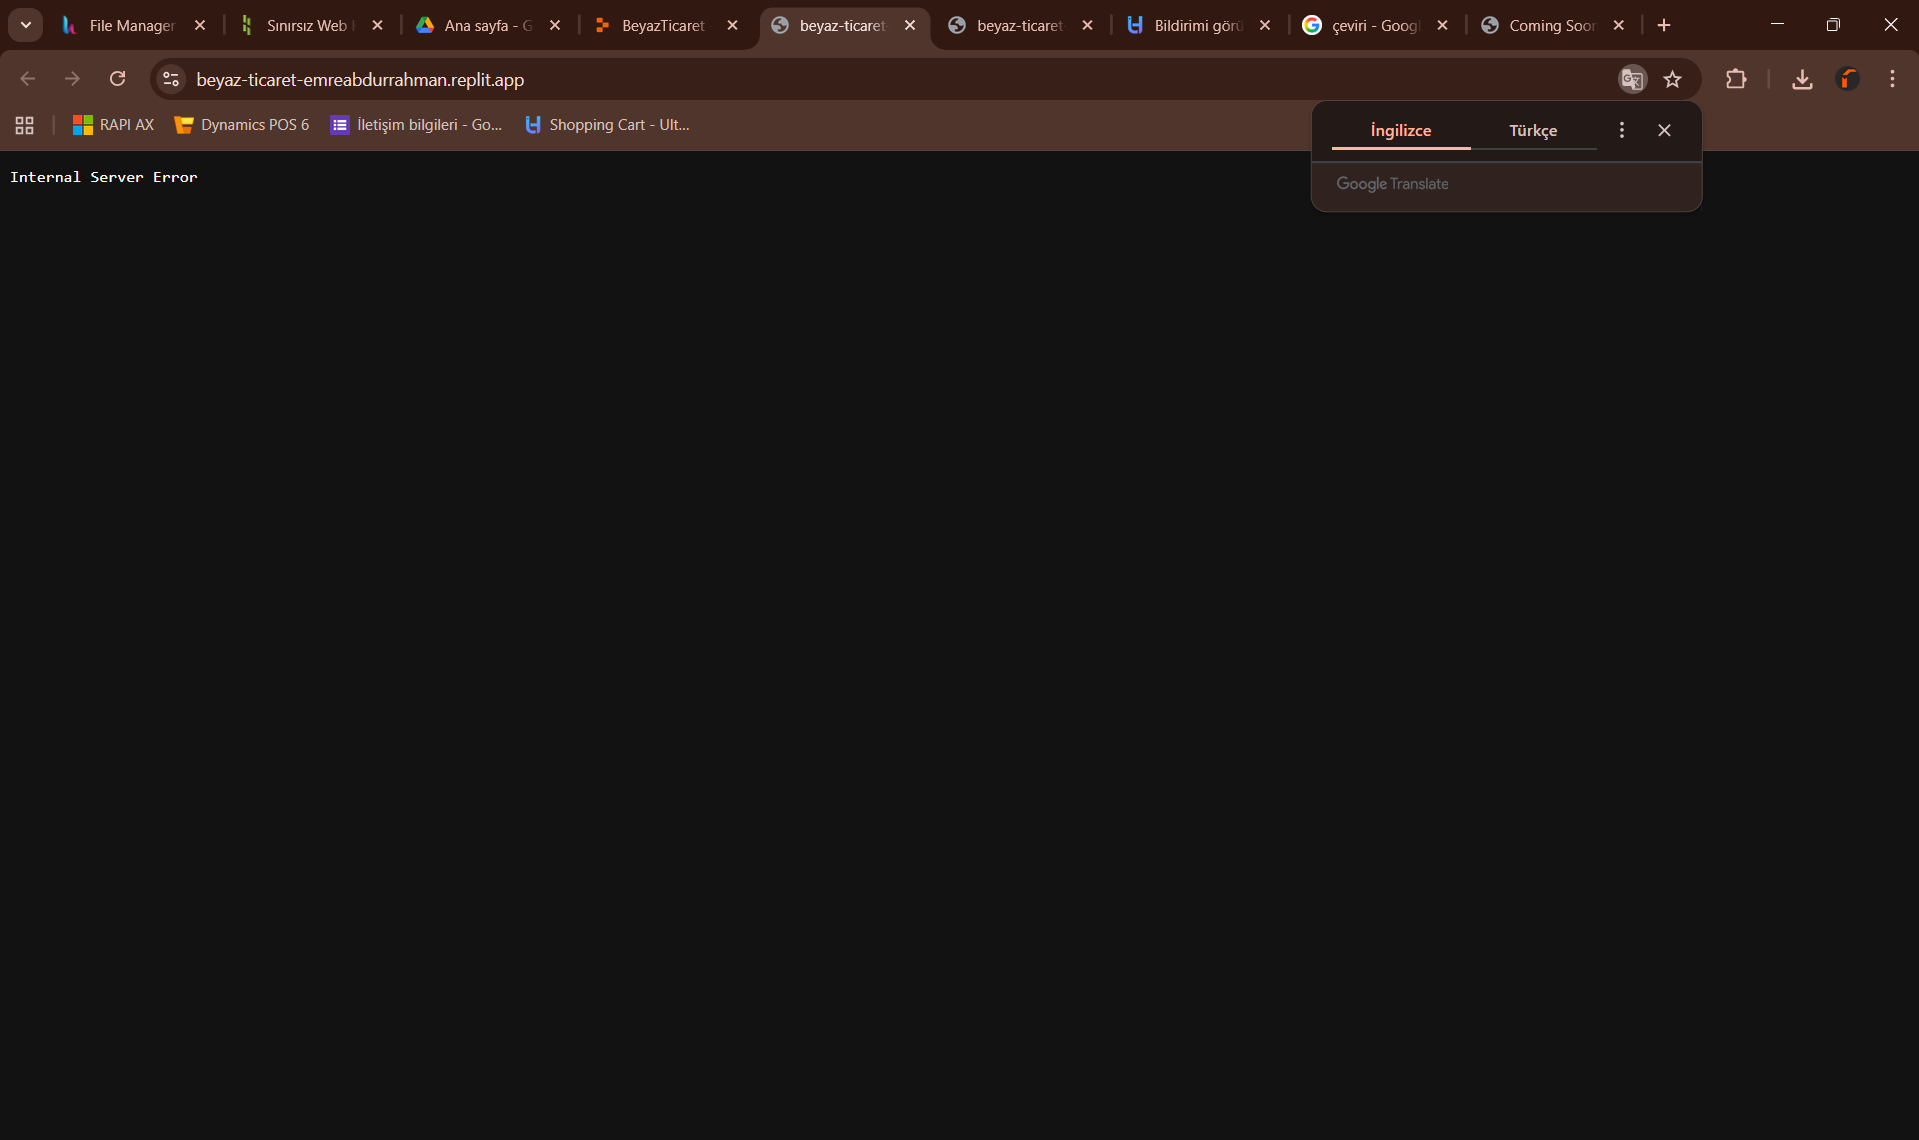 File Manager
Sınırsız Web
Ana sayfa - G
BeyazTicaret
beyaz-ticaret
beyaz-ticaret
Bildirimi görü
çeviri - Googl
Coming Soon
beyaz-ticaret-emreabdurrahman.replit.app
RAPI AX
Dynamics POS 6
İletişim bilgileri - Go...
Shopping Cart - Ult...
İngilizce
Türkçe
Google Translate
Internal Server Error